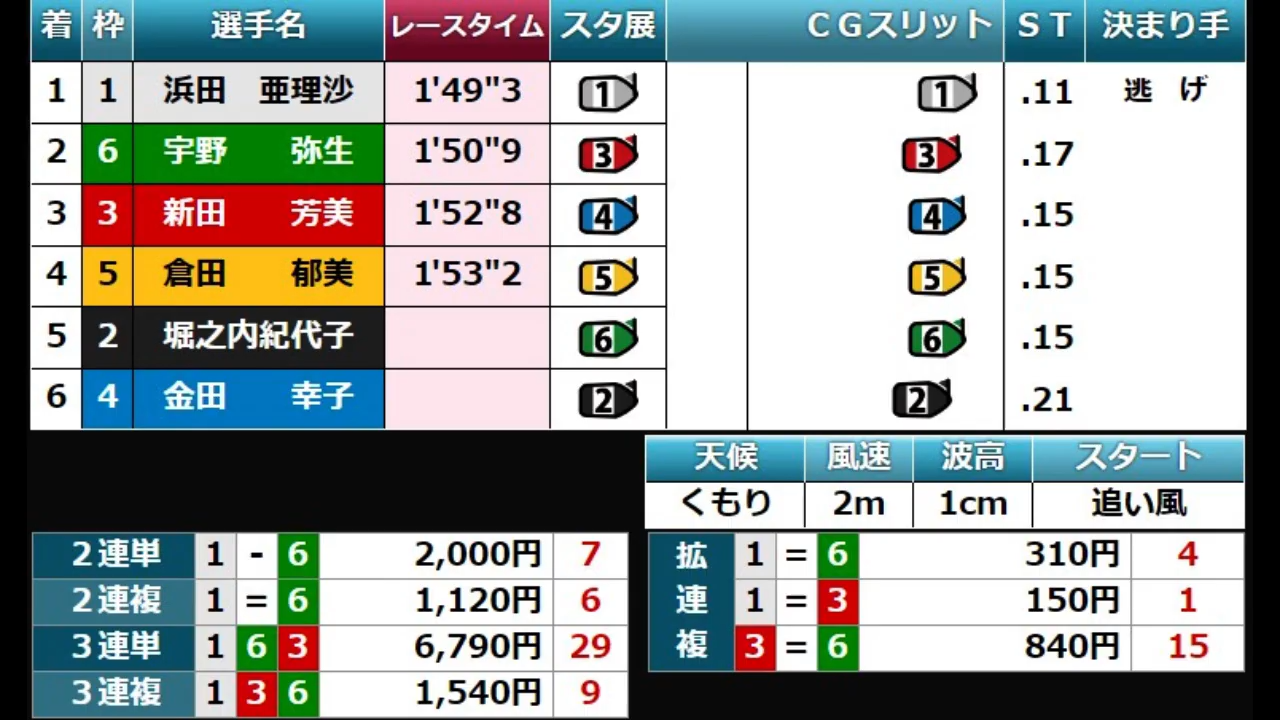 着 枠 選手名 レースタイム スタ展 CGスリット ST 決まり手
1 1 浜田 亜理沙 1'49"3 1 1 .11 逃げ
2 6 宇野 弥生 1'50"9 3 3 .17
3 3 新田 芳美 1'52"8 4 4 .15
4 5 倉田 郁美 1'53"2 5 5 .15
5 2 堀之内紀代子 6 6 .15
6 4 金田 幸子 2 2 .21
天候 風速 波高 スタート
くもり 2m 1cm 追い風
2連単 1 - 6 2,000円 7
2連複 1 = 6 1,120円 6
3連単 1 6 3 6,790円 29
3連複 1 3 6 1,540円 9
拡 1 = 6 310円 4
連 1 = 3 150円 1
複 3 = 6 840円 15